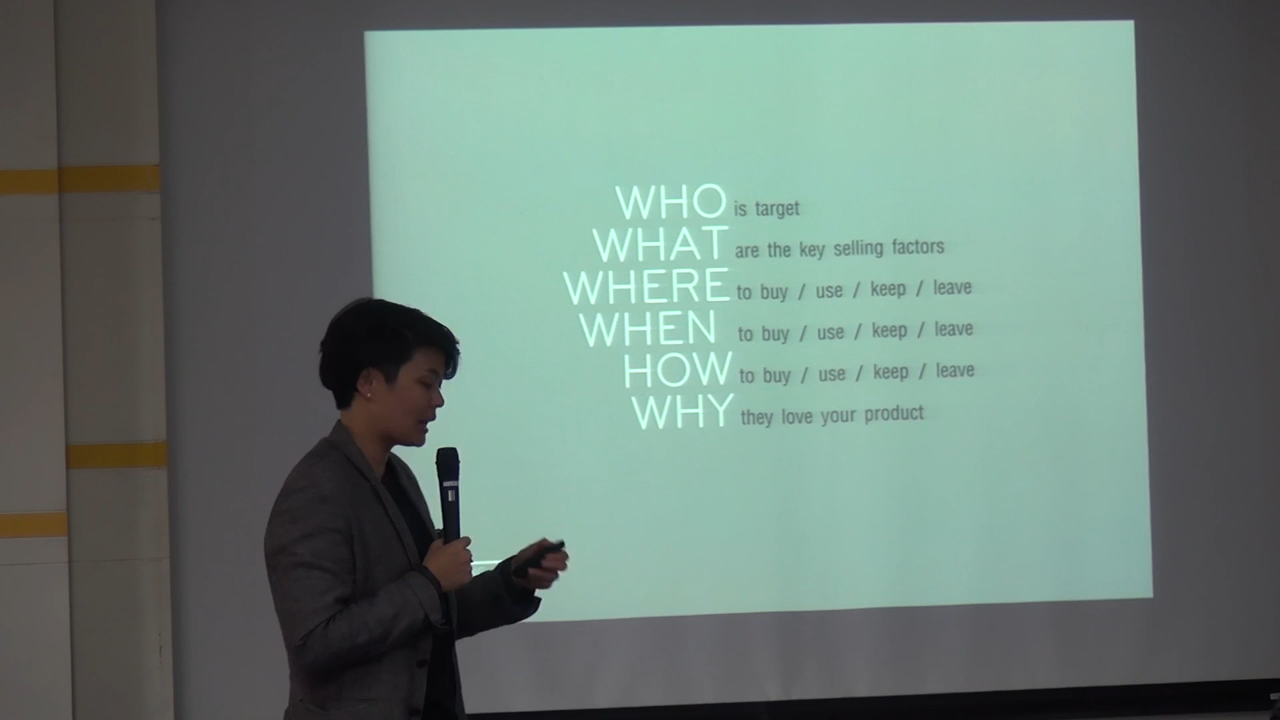 WHO is target
WHAT are the key selling factors
WHERE to buy / use / keep / leave
WHEN to buy / use / keep / leave
HOW to buy / use / keep / leave
WHY they love your product